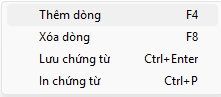 Thêm dòng F4
Xóa dòng F8
Lưu chứng từ Ctrl+Enter
In chứng từ Ctrl+P